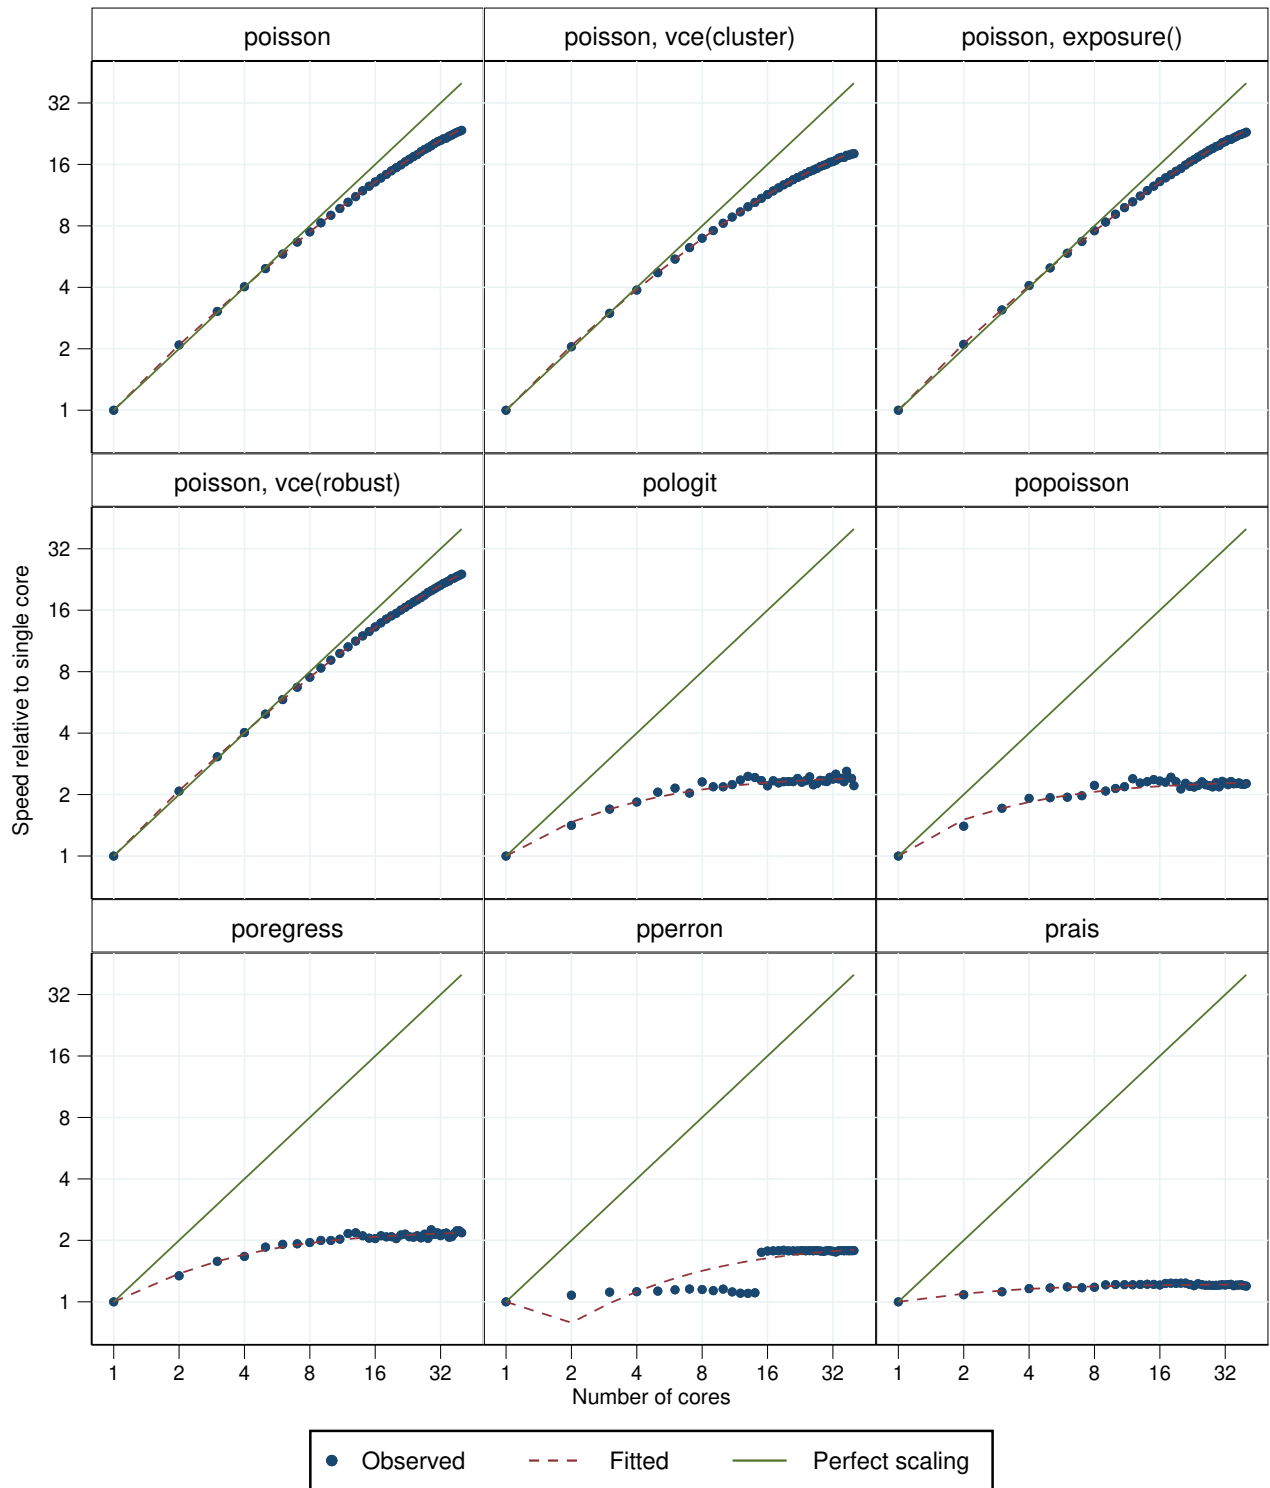 poisson
poisson, vce(cluster)
poisson, exposure()
32
16
8
4
2
1
poisson, vce(robust)
pologit
popoisson
32
16
8
4
2
1
Speed relative to single core
poregress
pperron
prais
32
16
8
4
2
1
1 2 4 8 16 32
1 2 4 8 16 32
1 2 4 8 16 32
Number of cores
Observed Fitted Perfect scaling